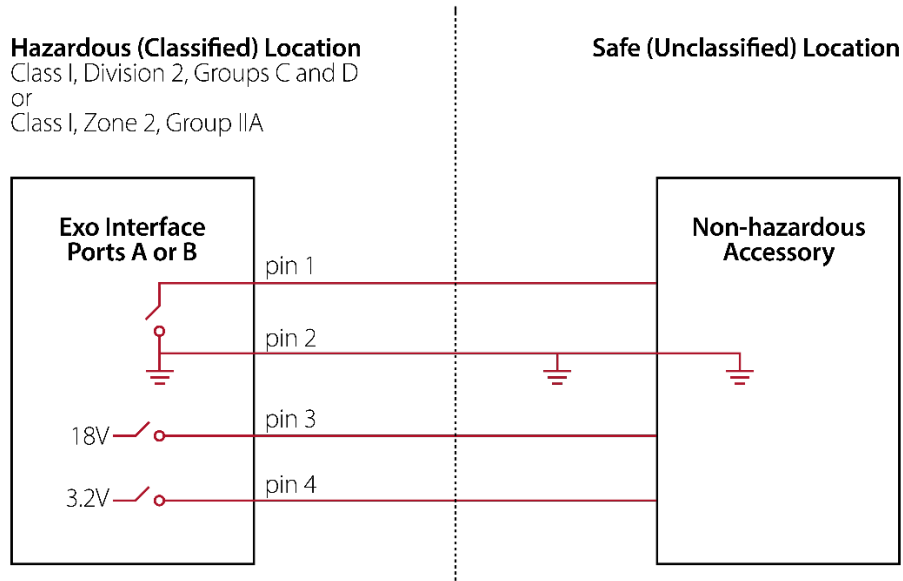 Hazardous (Classified) Location
Class I, Division 2, Groups C and D
or
Class I, Zone 2, Group IIA
Safe (Unclassified) Location
Exo Interface
Ports A or B
Non-hazardous
Accessory
pin 1
pin 2
pin 3
18V
pin 4
3.2V